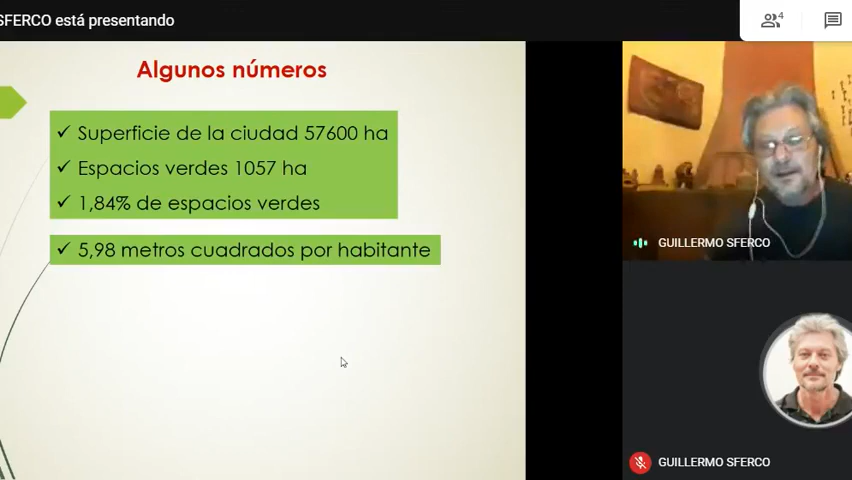 SFERCO está presentando
4
Algunos números
✓ Superficie de la ciudad 57600 ha
✓ Espacios verdes 1057 ha
✓ 1,84% de espacios verdes
✓ 5,98 metros cuadrados por habitante
GUILLERMO SFERCO
GUILLERMO SFERCO